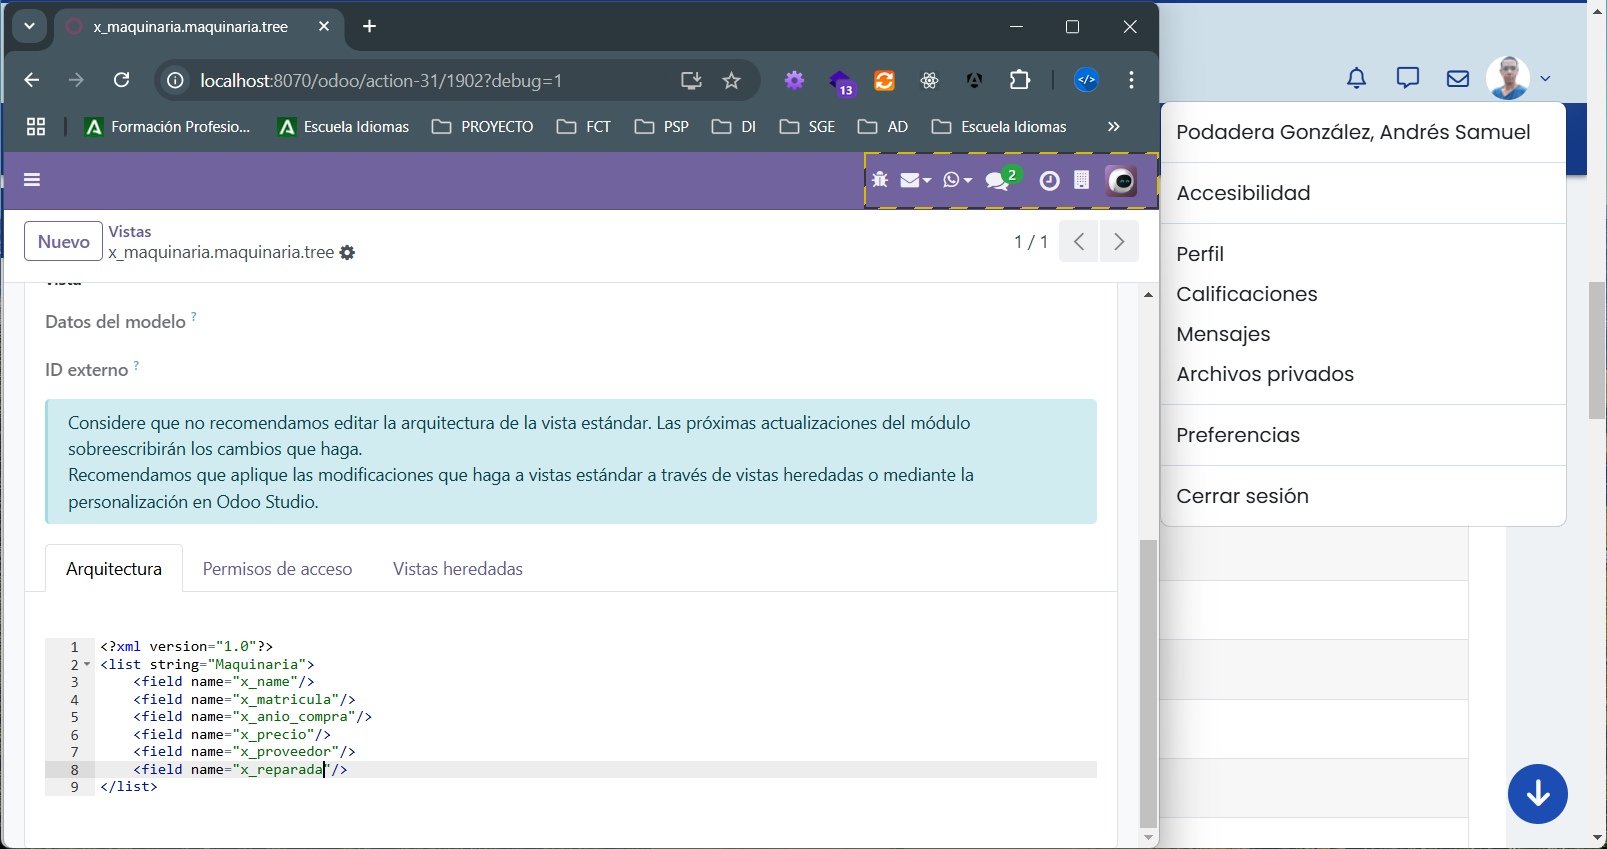 x_maquinaria.maquinaria.tree
localhost:8070/odoo/action-31/1902?debug=1
13
Formación Profesio...
Escuela Idiomas
PROYECTO
FCT
PSP
DI
SGE
AD
Escuela Idiomas
2
Nuevo
Vistas
x_maquinaria.maquinaria.tree
1 / 1
Vista
Datos del modelo ?
ID externo ?
Considere que no recomendamos editar la arquitectura de la vista estándar. Las próximas actualizaciones del módulo
sobreescribirán los cambios que haga.
Recomendamos que aplique las modificaciones que haga a vistas estándar a través de vistas heredadas o mediante la
personalización en Odoo Studio.
Arquitectura
Permisos de acceso
Vistas heredadas
1 <?xml version="1.0"?>
2 <list string="Maquinaria">
3     <field name="x_name"/>
4     <field name="x_matricula"/>
5     <field name="x_anio_compra"/>
6     <field name="x_precio"/>
7     <field name="x_proveedor"/>
8     <field name="x_reparada"/>
9 </list>
Podadera González, Andrés Samuel
Accesibilidad
Perfil
Calificaciones
Mensajes
Archivos privados
Preferencias
Cerrar sesión